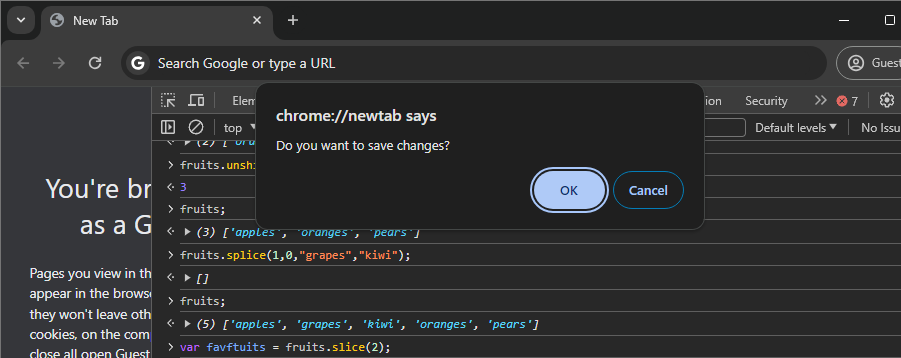 New Tab
Search Google or type a URL
Guest
Elem
ion
Security
7
top
Default levels
No Issu
chrome://newtab says
Do you want to save changes?
OK
Cancel
You're br
as a G
Pages you view in th
appear in the browse
they won't leave oth
cookies, on the com
close all open Guest
(2) ['
fruits.unshi
3
fruits;
(3) ['apples', 'oranges', 'pears']
fruits.splice(1,0,"grapes","kiwi");
[]
fruits;
(5) ['apples', 'grapes', 'kiwi', 'oranges', 'pears']
var favftuits = fruits.slice(2);